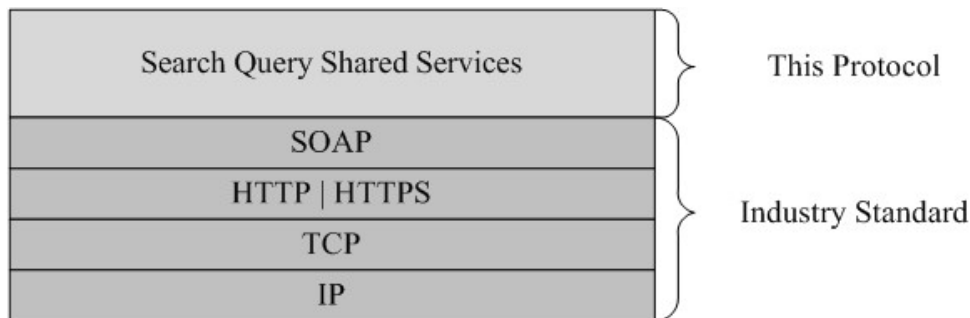 Search Query Shared Services
This Protocol
SOAP
HTTP | HTTPS
Industry Standard
TCP
IP